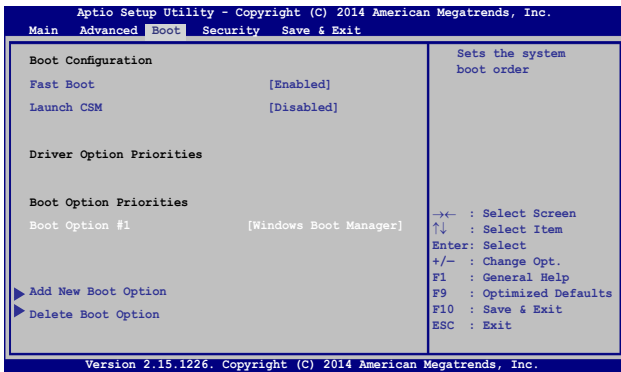 Aptio Setup Utility - Copyright (C) 2014 American Megatrends, Inc.
Main Advanced Boot Security Save & Exit
Boot Configuration
Fast Boot [Enabled]
Launch CSM [Disabled]
Driver Option Priorities
Boot Option Priorities
Boot Option #1 [Windows Boot Manager]
Add New Boot Option
Delete Boot Option
Sets the system
boot order
→← : Select Screen
↑↓ : Select Item
Enter: Select
+/— : Change Opt.
F1 : General Help
F9 : Optimized Defaults
F10 : Save & Exit
ESC : Exit
Version 2.15.1226. Copyright (C) 2014 American Megatrends, Inc.